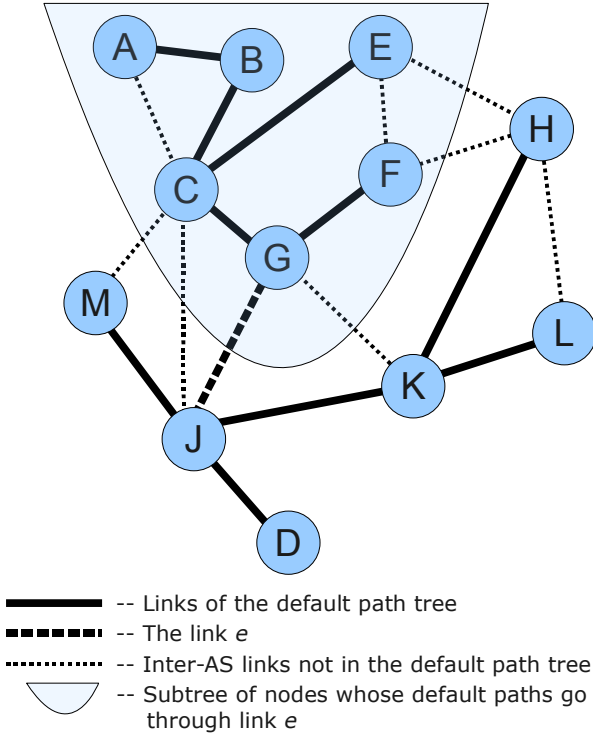 A
B
E
H
C
F
G
M
L
K
J
D
-- Links of the default path tree
-- The link e
-- Inter-AS links not in the default path tree
-- Subtree of nodes whose default paths go
through link e